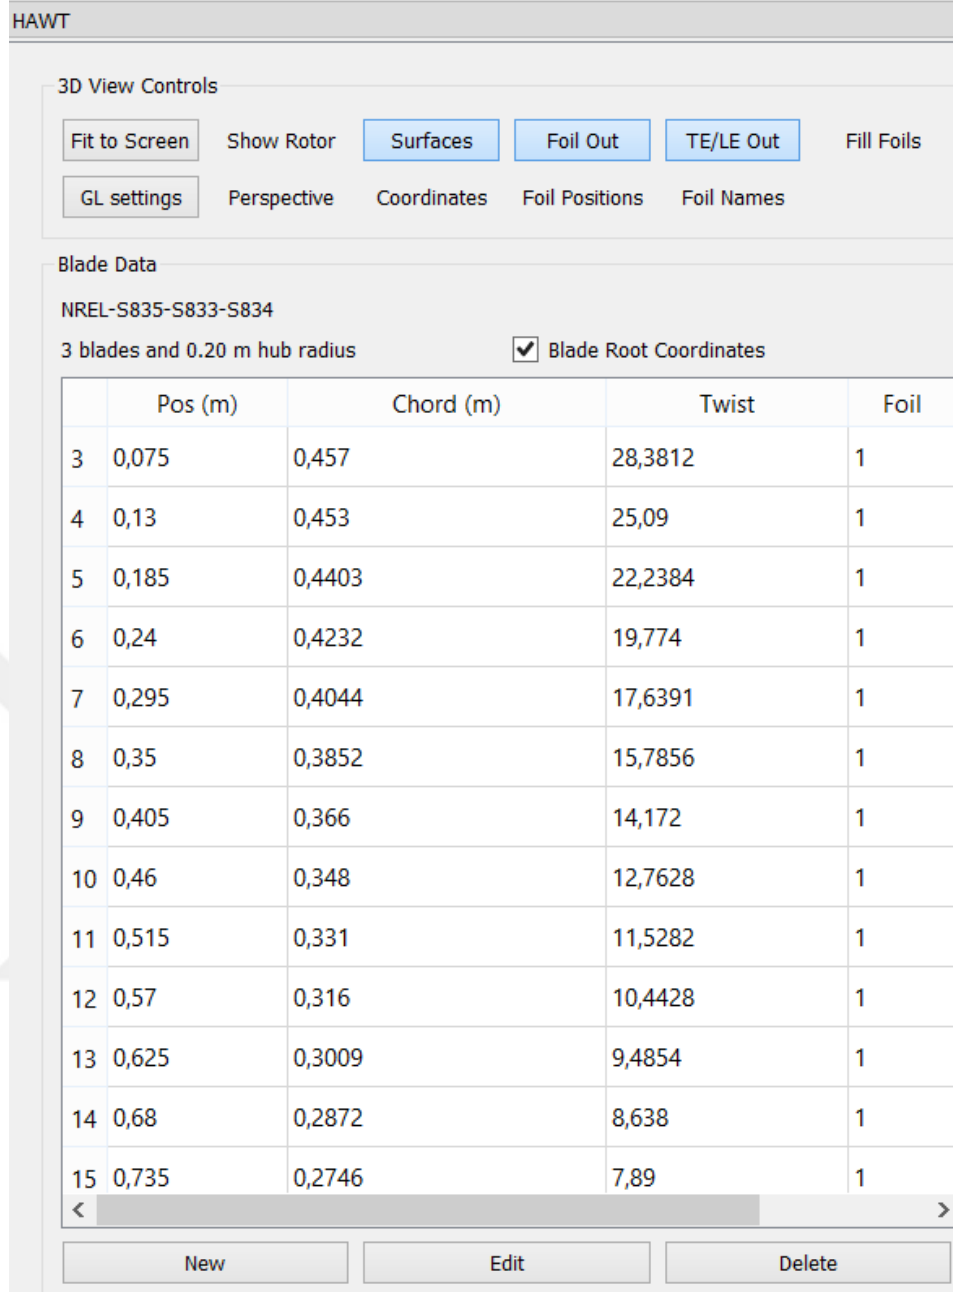 HAWT
3D View Controls
Fit to Screen Show Rotor Surfaces Foil Out TE/LE Out Fill Foils
GL settings Perspective Coordinates Foil Positions Foil Names
Blade Data
NREL-S835-S833-S834
3 blades and 0.20 m hub radius Blade Root Coordinates
Pos (m) Chord (m) Twist Foil
3 0,075 0,457 28,3812 1
4 0,13 0,453 25,09 1
5 0,185 0,4403 22,2384 1
6 0,24 0,4232 19,774 1
7 0,295 0,4044 17,6391 1
8 0,35 0,3852 15,7856 1
9 0,405 0,366 14,172 1
10 0,46 0,348 12,7628 1
11 0,515 0,331 11,5282 1
12 0,57 0,316 10,4428 1
13 0,625 0,3009 9,4854 1
14 0,68 0,2872 8,638 1
15 0,735 0,2746 7,89 1
New Edit Delete